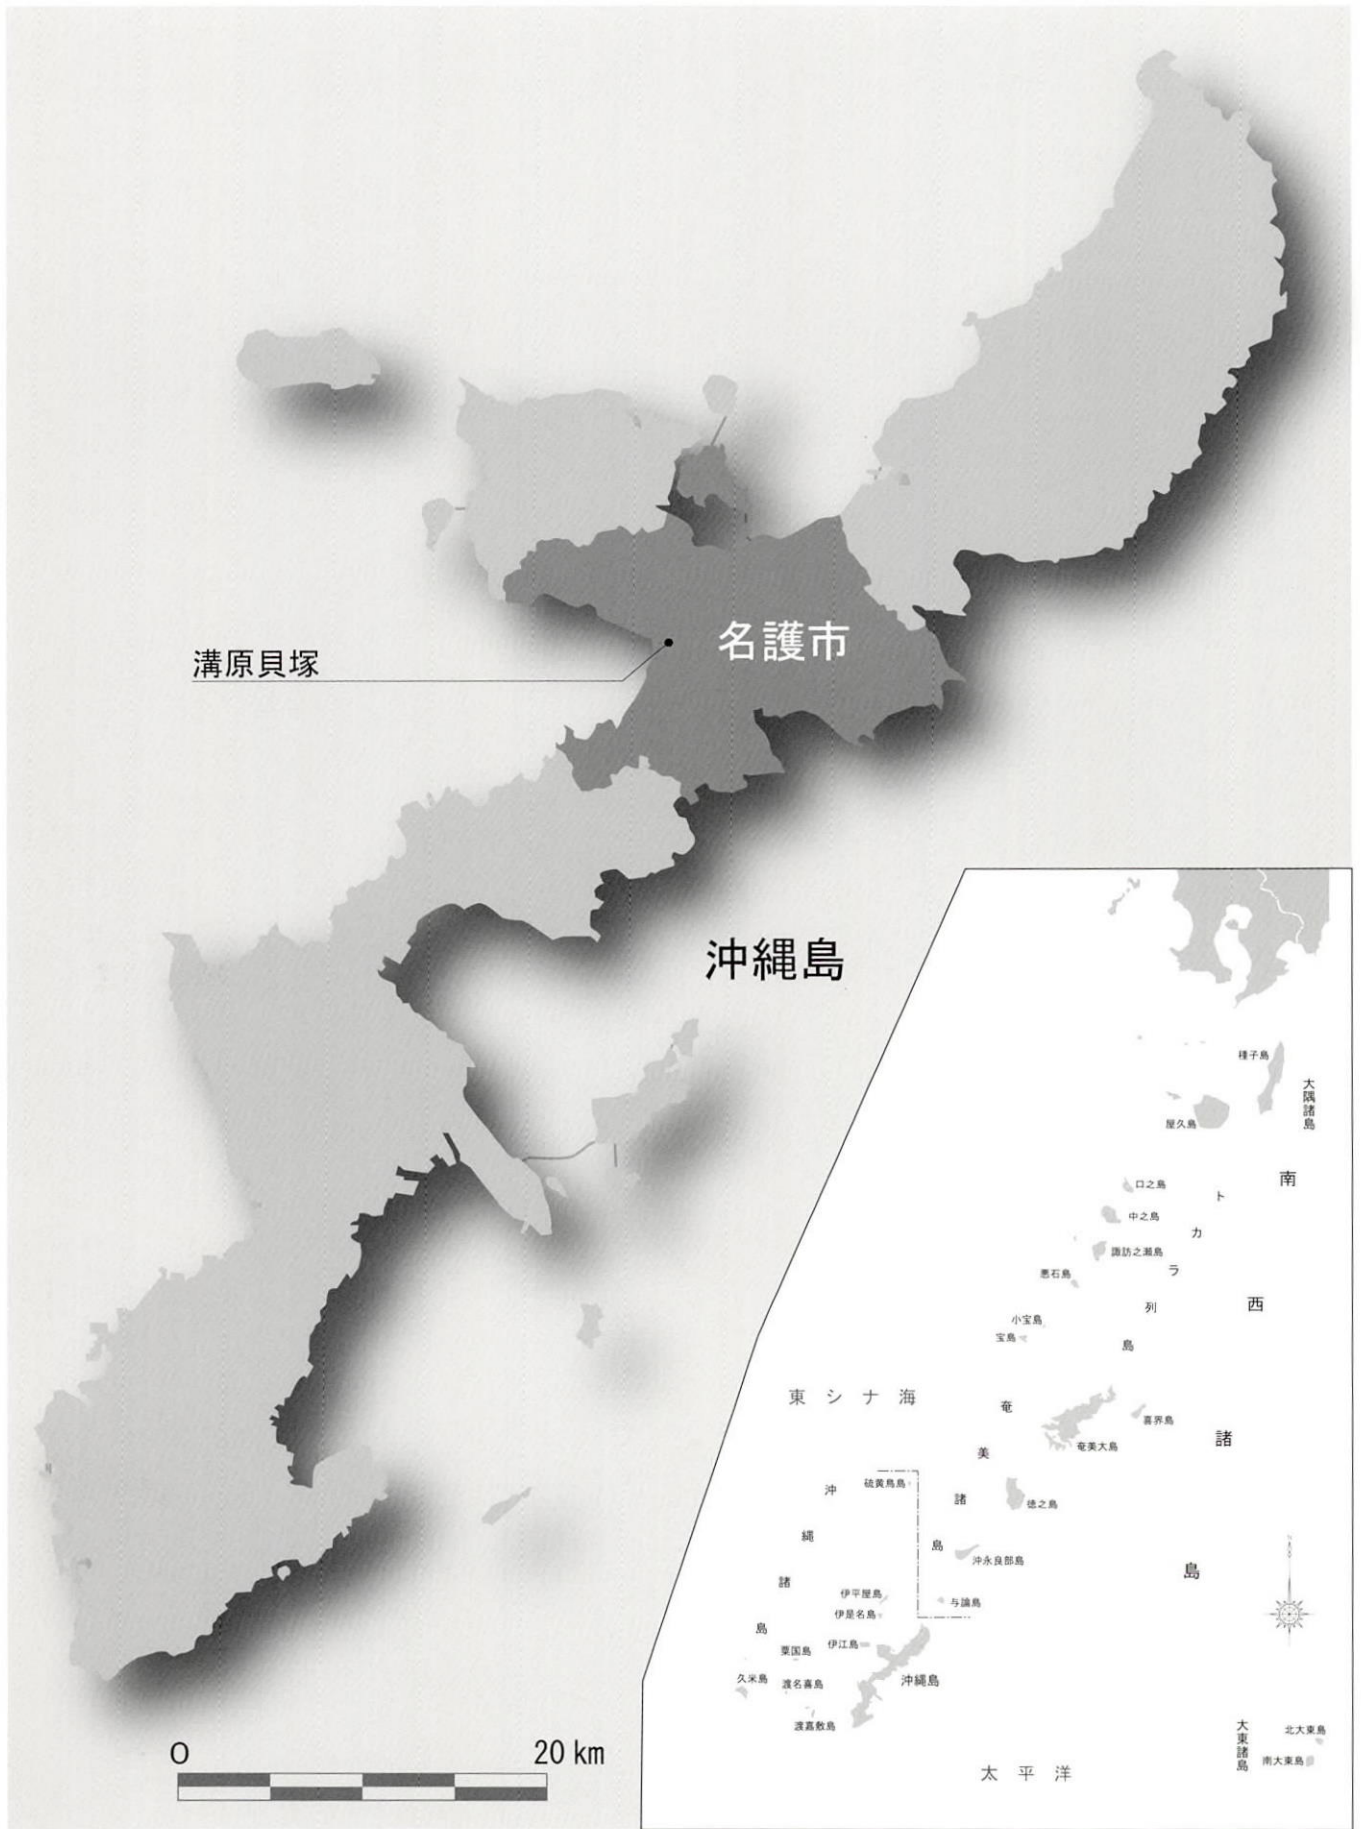 名護市
溝原貝塚
沖縄島
種子島
大隅諸島
屋久島
南西諸島
口之島
中之島
トカラ列島
諏訪之瀬島
悪石島
小宝島
宝島
東シナ海
奄美諸島
喜界島
奄美大島
沖縄諸島
硫黄鳥島
徳之島
沖永良部島
伊平屋島
与論島
伊是名島
伊江島
粟国島
久米島
渡名喜島
沖縄島
渡嘉敷島
大東諸島
北大東島
南大東島
太平洋
0 20 km